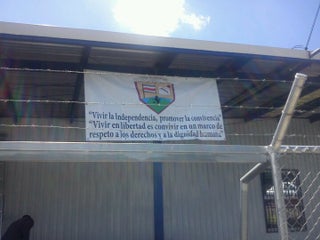 "Vivir la independencia, promover la convivencia"
"Vivir en libertad es convivir en un marco de
respeto a los derechos y a la dignidad humana"